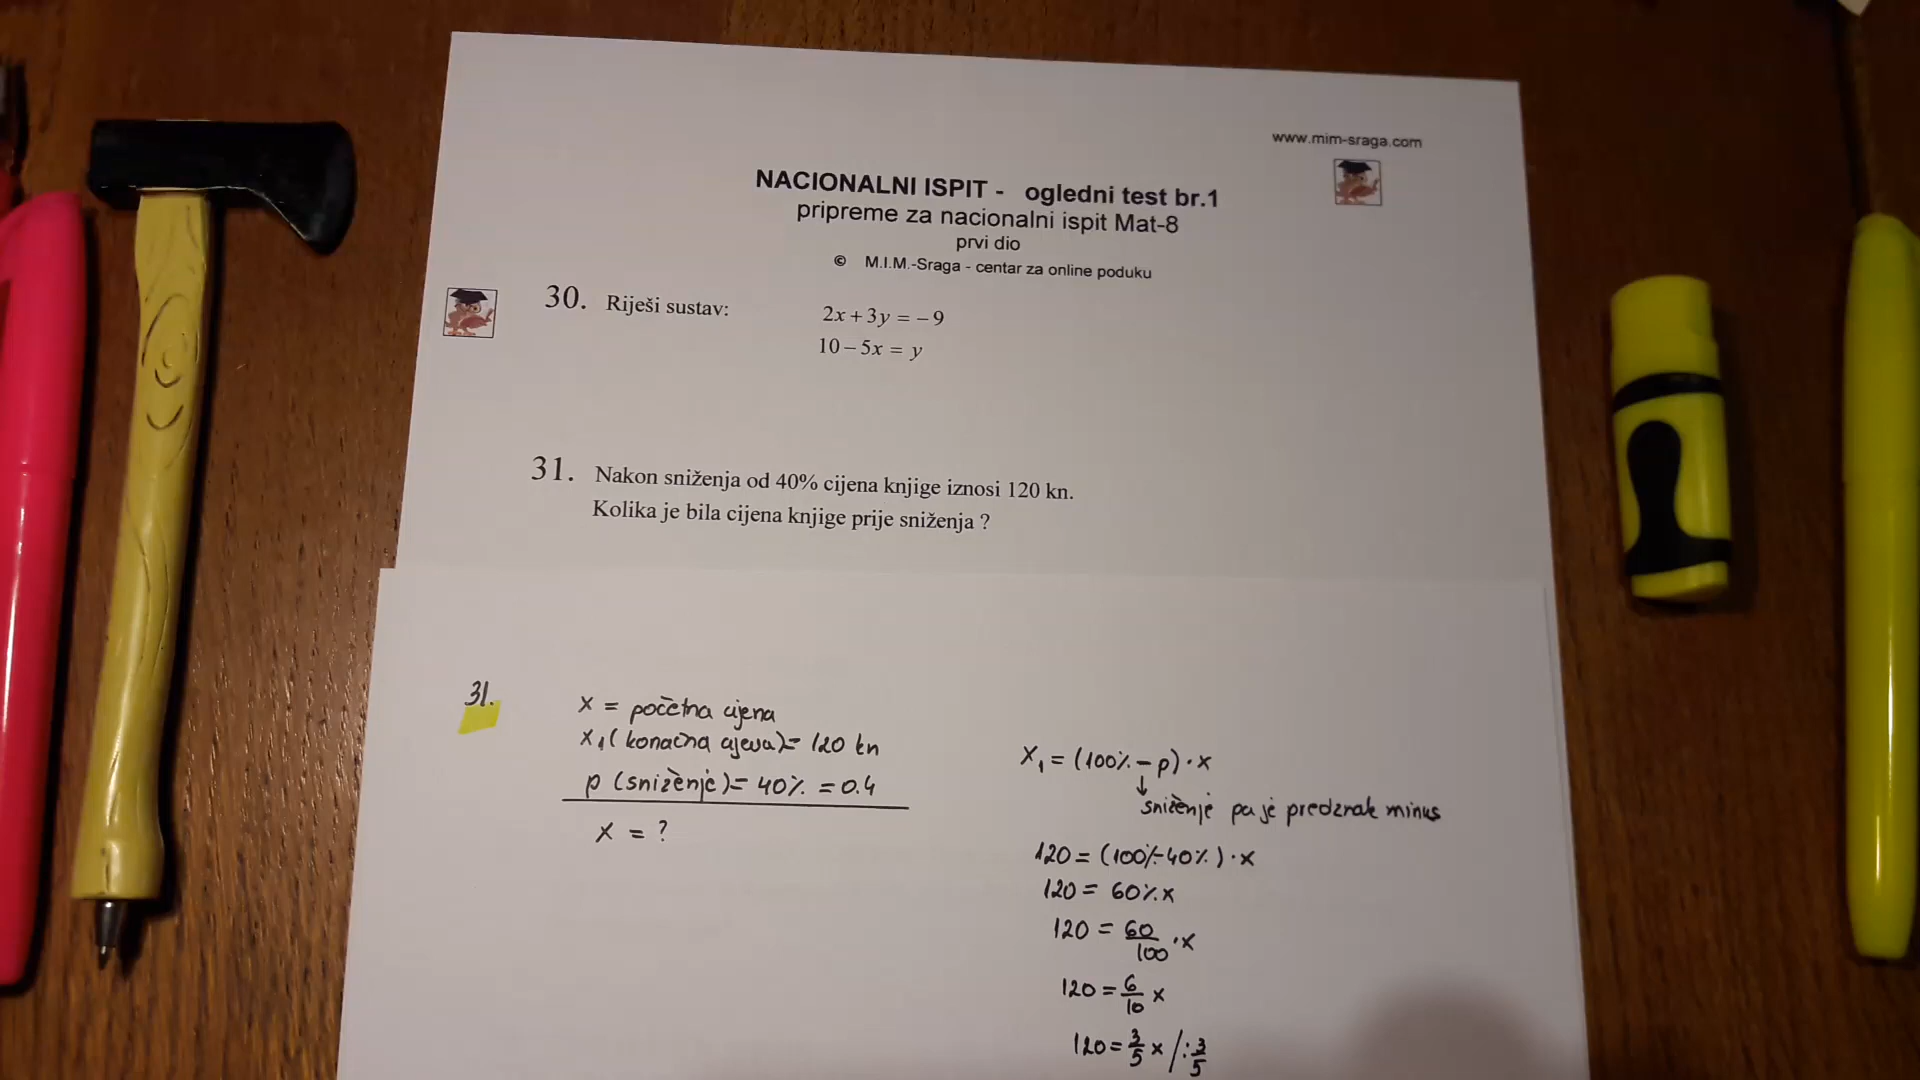 www.mim-sraga.com
NACIONALNI ISPIT - ogledni test br.1
pripreme za nacionalni ispit Mat-8
prvi dio
© M.I.M.-Sraga - centar za online poduku
30. Riješi sustav:
2x + 3y = – 9
10 – 5x = y
31. Nakon sniženja od 40% cijena knjige iznosi 120 kn.
Kolika je bila cijena knjige prije sniženja ?
31.
x = početna cijena
x₁ (konačna cijena) = 120 kn
p (sniženje) = 40% = 0.4
x = ?
x₁ = (100% - p) · x
↓
sniženje pa je predznak minus
120 = (100% - 40%) · x
120 = 60% x
120 = 60/100 · x
120 = 6/10 x
120 = 3/5 x / : 3/5